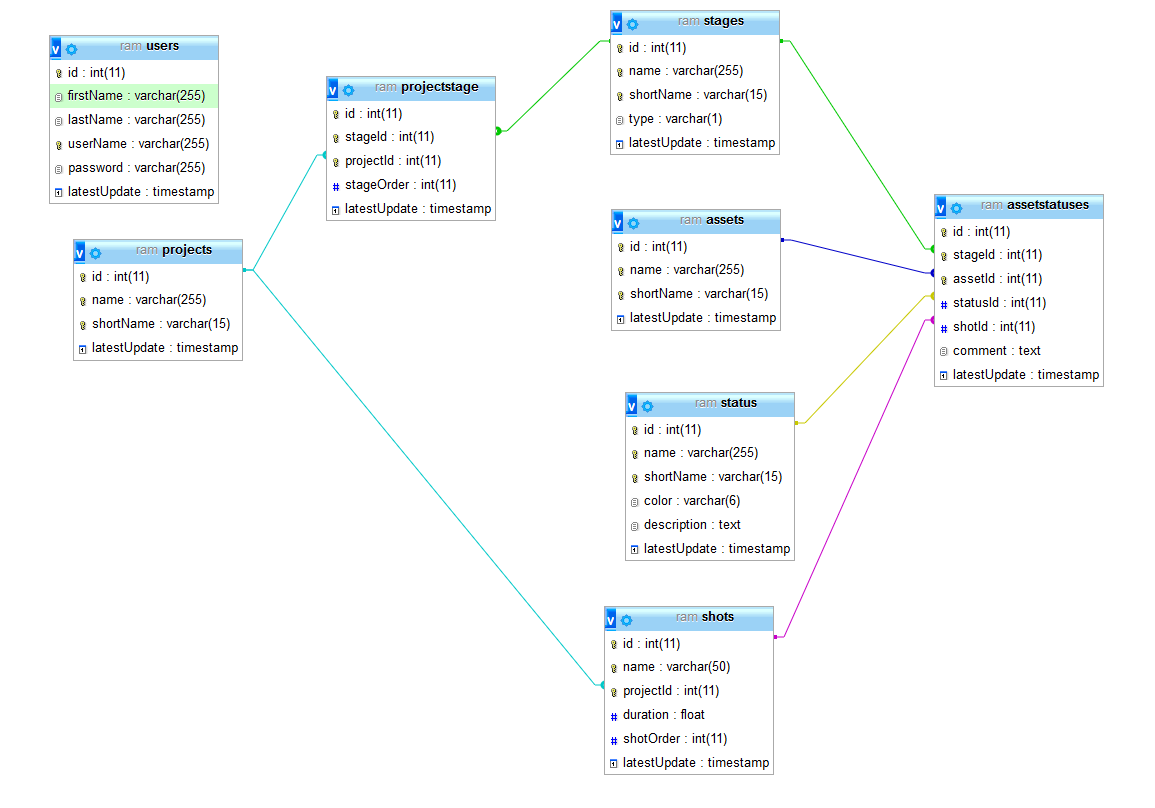 ram users
id : int(11)
firstName : varchar(255)
lastName : varchar(255)
userName : varchar(255)
password : varchar(255)
latestUpdate : timestamp
ram projects
id : int(11)
name : varchar(255)
shortName : varchar(15)
latestUpdate : timestamp
ram projectstage
id : int(11)
stageId : int(11)
projectId : int(11)
stageOrder : int(11)
latestUpdate : timestamp
ram stages
id : int(11)
name : varchar(255)
shortName : varchar(15)
type : varchar(1)
latestUpdate : timestamp
ram assets
id : int(11)
name : varchar(255)
shortName : varchar(15)
latestUpdate : timestamp
ram status
id : int(11)
name : varchar(255)
shortName : varchar(15)
color : varchar(6)
description : text
latestUpdate : timestamp
ram shots
id : int(11)
name : varchar(50)
projectId : int(11)
duration : float
shotOrder : int(11)
latestUpdate : timestamp
ram assetstatuses
id : int(11)
stageId : int(11)
assetId : int(11)
statusId : int(11)
shotId : int(11)
comment : text
latestUpdate : timestamp